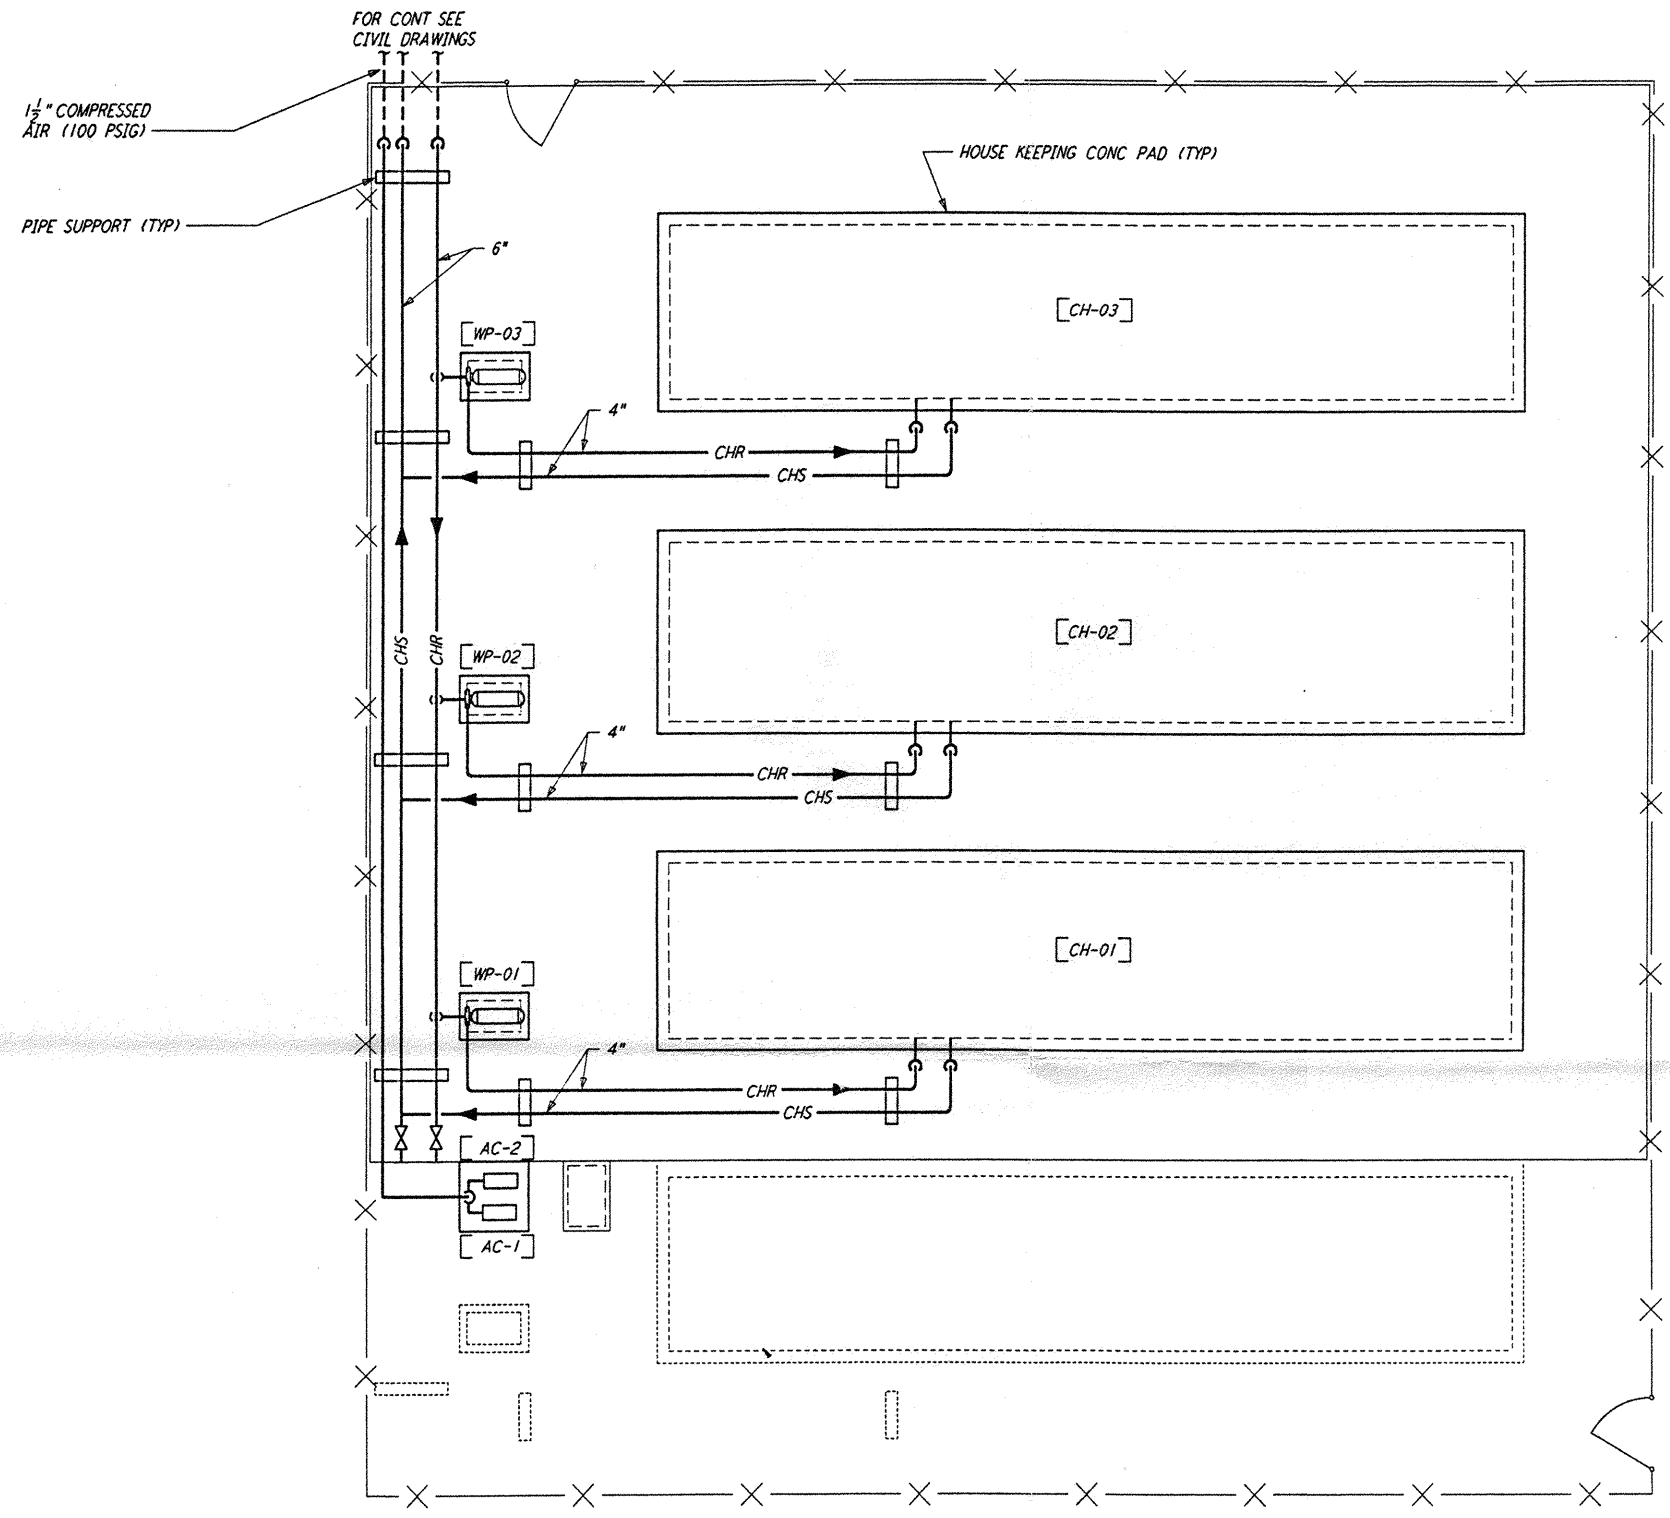 FOR CONT SEE
CIVIL DRAWINGS
1 1/2" COMPRESSED
AIR (100 PSIG)
HOUSE KEEPING CONC PAD (TYP)
PIPE SUPPORT (TYP)
6"
[CH-03]
[WP-03]
4"
CHR
CHS
CHS
CHR
[WP-02]
[CH-02]
4"
CHR
CHS
[WP-01]
[CH-01]
4"
CHR
CHS
[AC-2]
[AC-1]